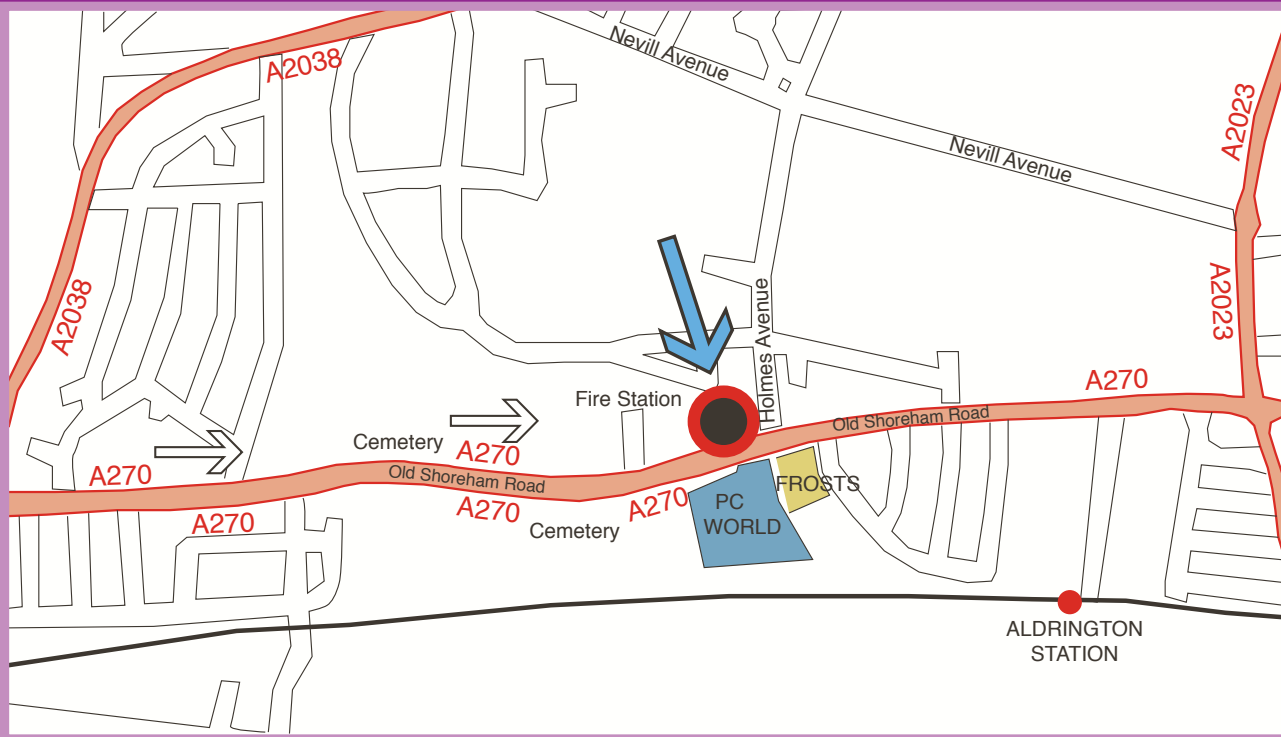 Nevill Avenue
A2038
A2023
Nevill Avenue
A2038
A2023
Holmes Avenue
A270
Fire Station
Old Shoreham Road
Cemetery
A270
A270
Old Shoreham Road
FROSTS
A270
A270
PC
WORLD
A270
Cemetery
ALDRINGTON
STATION